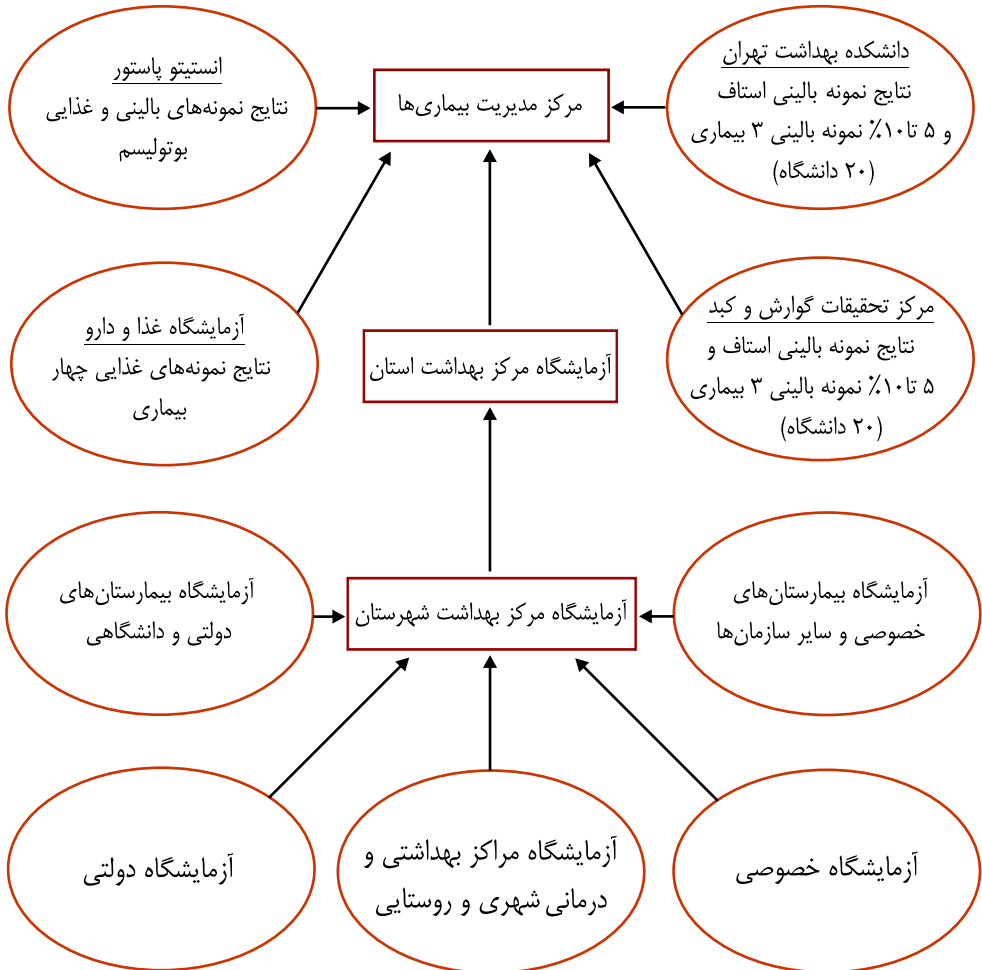 دانشکده بهداشت تهران
نتایج نمونه بالینی استاف
و ۵ تا۱۰٪ نمونه بالینی ۳ بیماری
(۲۰ دانشگاه)
مرکز مدیریت بیماری‌ها
انستیتو پاستور
نتایج نمونه‌های بالینی و غذایی
بوتولیسم
مرکز تحقیقات گوارش و کبد
نتایج نمونه بالینی استاف و
۵ تا۱۰٪ نمونه بالینی ۳ بیماری
(۲۰ دانشگاه)
آزمایشگاه مرکز بهداشت استان
آزمایشگاه غذا و دارو
نتایج نمونه‌های غذایی چهار
بیماری
آزمایشگاه بیمارستان‌های
خصوصی و سایر سازمان‌ها
آزمایشگاه مرکز بهداشت شهرستان
آزمایشگاه بیمارستان‌های
دولتی و دانشگاهی
آزمایشگاه خصوصی
آزمایشگاه مراکز بهداشتی و
درمانی شهری و روستایی
آزمایشگاه دولتی